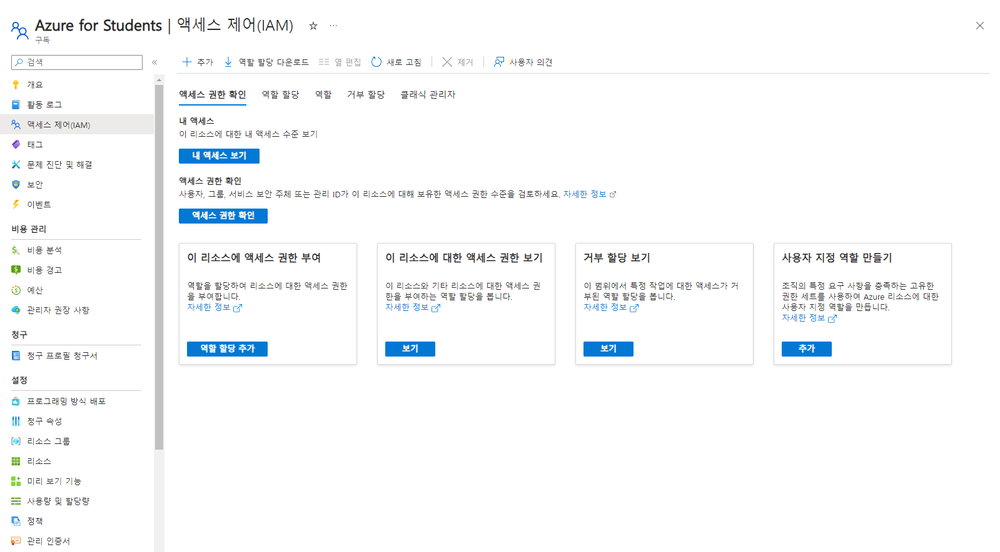 Azure for Students | 액세스 제어(IAM)
구독
검색
개요
활동 로그
액세스 제어(IAM)
태그
문제 진단 및 해결
보안
이벤트
비용 관리
비용 분석
비용 경고
예산
관리자 권장 사항
청구
청구 프로필 청구서
설정
프로그래밍 방식 배포
청구 속성
리소스 그룹
리소스
미리 보기 기능
사용량 및 할당량
정책
관리 인증서
추가 역할 할당 다운로드 열 편집 새로 고침 제거 사용자 의견
액세스 권한 확인 역할 할당 역할 거부 할당 클래식 관리자
내 액세스
이 리소스에 대한 내 액세스 수준 보기
내 액세스 보기
액세스 권한 확인
사용자, 그룹, 서비스 보안 주체 또는 관리 ID가 이 리소스에 대해 보유한 액세스 권한 수준을 검토하세요. 자세한 정보
액세스 권한 확인
이 리소스에 액세스 권한 부여
역할을 할당하여 리소스에 대한 액세스 권한
을 부여합니다.
자세한 정보
역할 할당 추가
이 리소스에 대한 액세스 권한 보기
이 리소스와 기타 리소스에 대한 액세스 권
한을 부여하는 역할 할당을 봅니다.
자세한 정보
보기
거부 할당 보기
이 범위에서 특정 작업에 대한 액세스가 거
부된 역할 할당을 봅니다.
자세한 정보
보기
사용자 지정 역할 만들기
조직의 특정 요구 사항을 충족하는 고유한
권한 세트를 사용하여 Azure 리소스에 대한
사용자 지정 역할을 만듭니다.
자세한 정보
추가